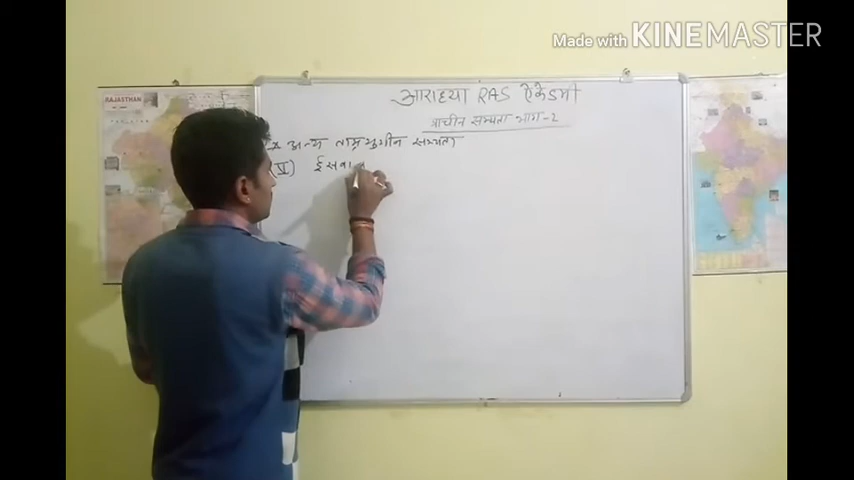 Made with KINEMASTER
आराध्या RAS ऐकेडमी
प्राचीन सभ्यता भाग-2
RAJASTHAN
* अन्य ताम्रयुगीन सभ्यता
(V) ईसवा